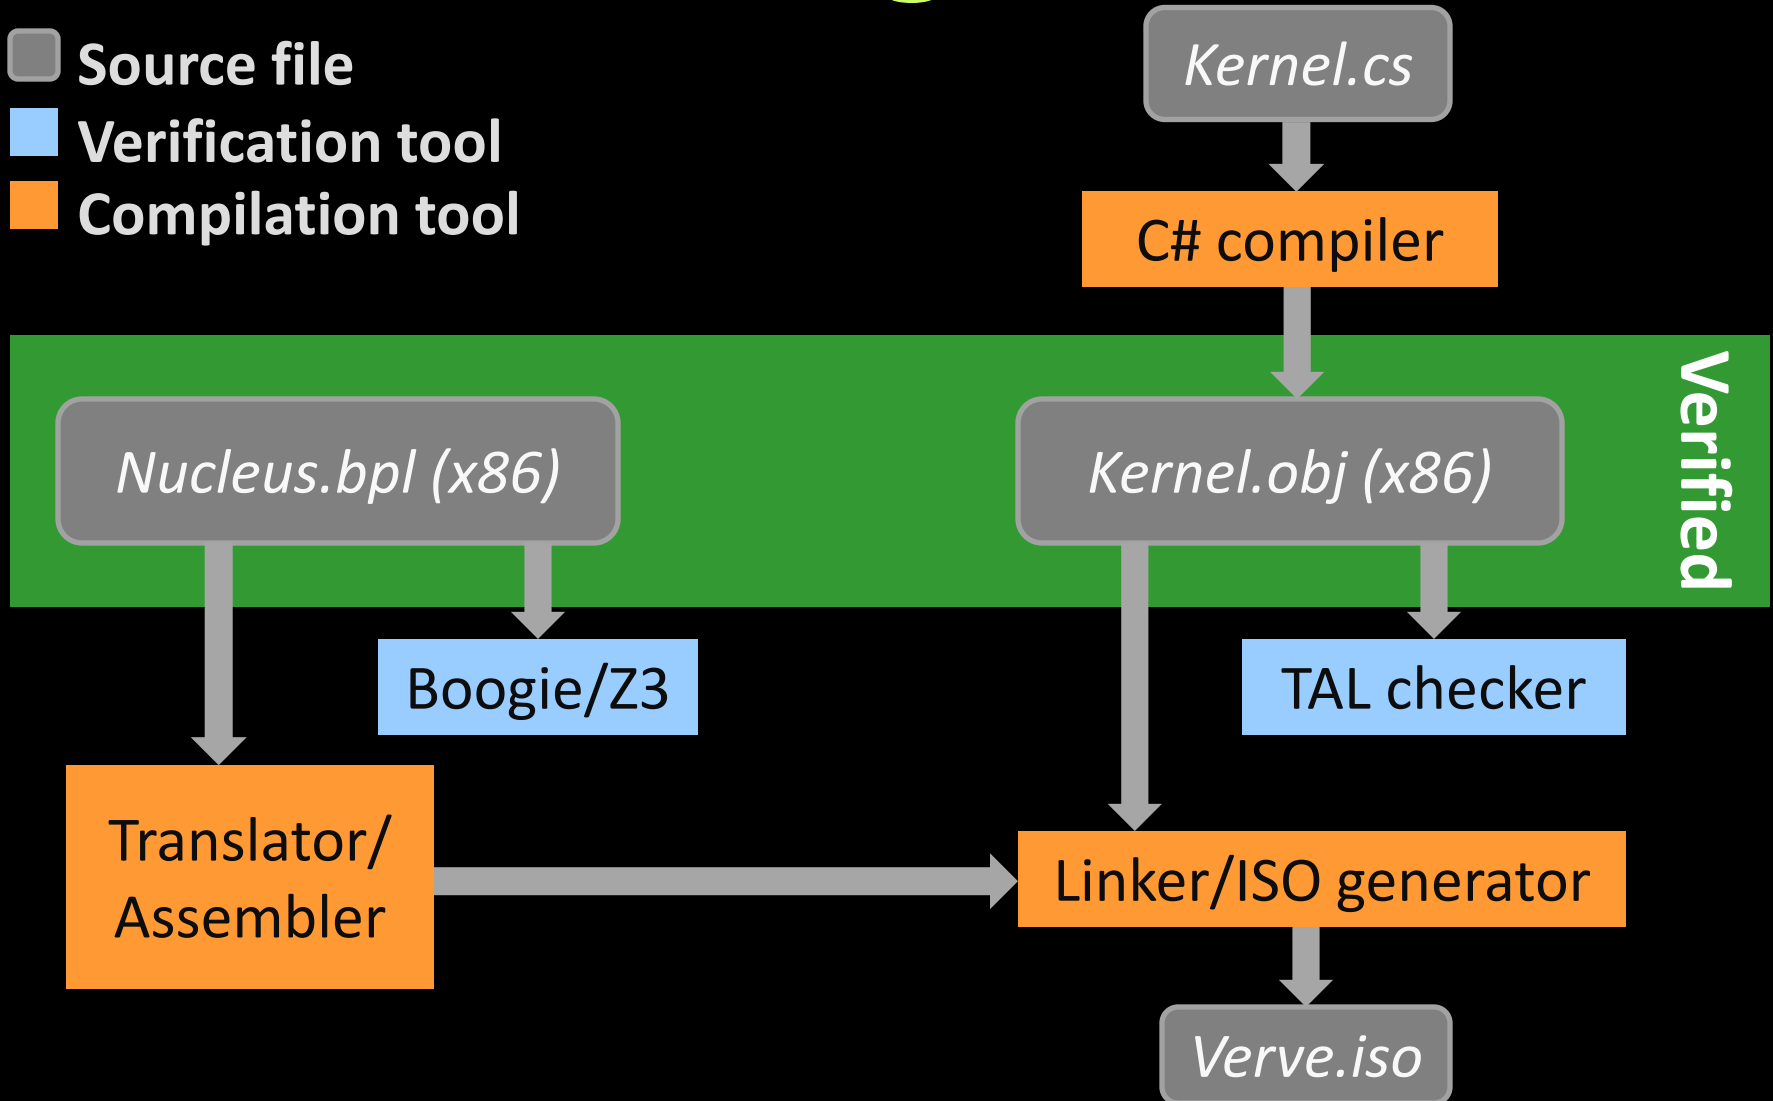 Source file
Verification tool
Compilation tool
Kernel.cs
C# compiler
Verified
Nucleus.bpl (x86)
Kernel.obj (x86)
Boogie/Z3
TAL checker
Translator/
Assembler
Linker/ISO generator
Verve.iso